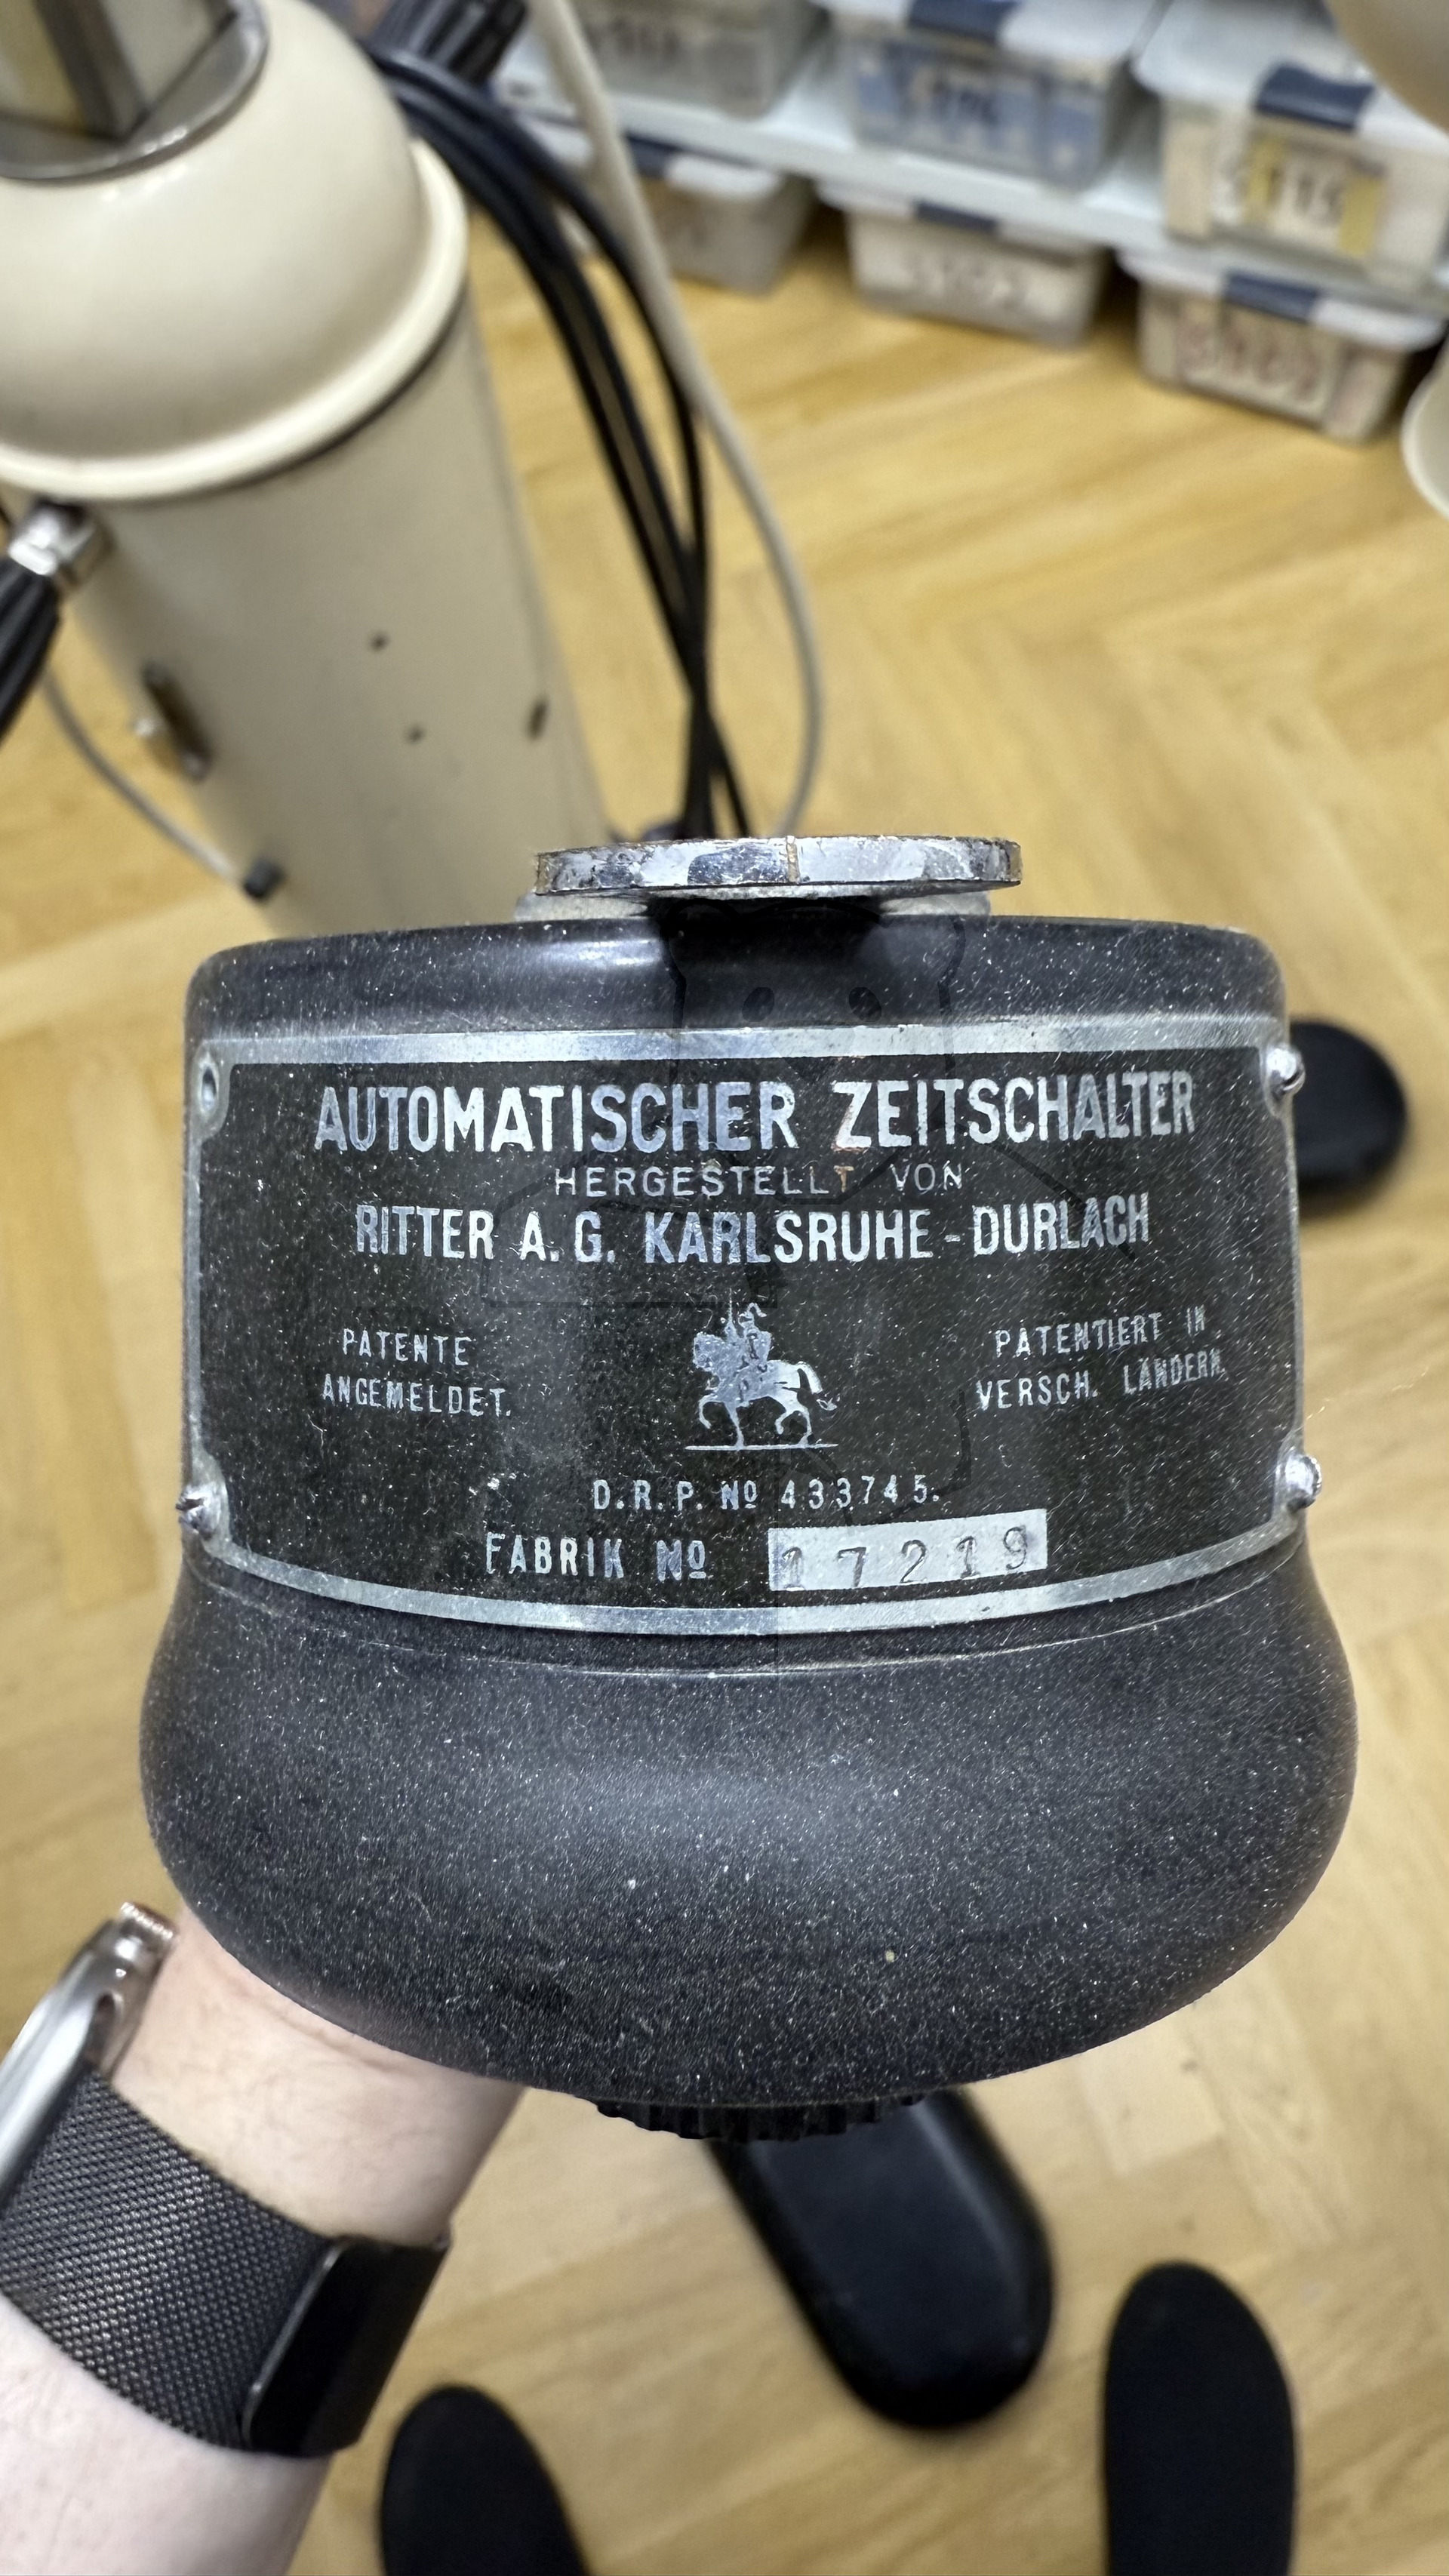 AUTOMATISCHER ZEITSCHALTER
HERGESTELLT VON
RITTER A.G. KARLSRUHE-DURLACH
PATENTE
ANGEMELDET.
PATENTIERT IN
VERSCH. LÄNDERN.
D.R.P. No 433745.
FABRIK No 17219